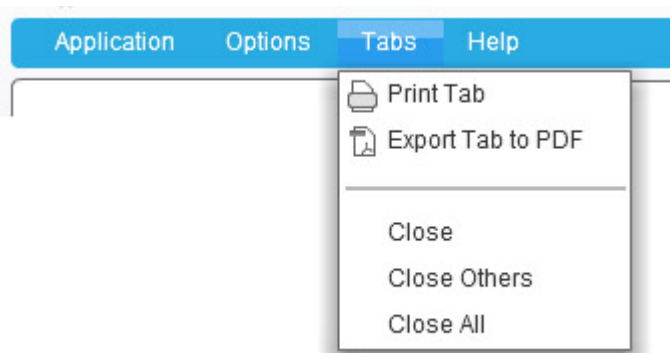 Application Options Tabs Help
Print Tab
Export Tab to PDF
Close
Close Others
Close All